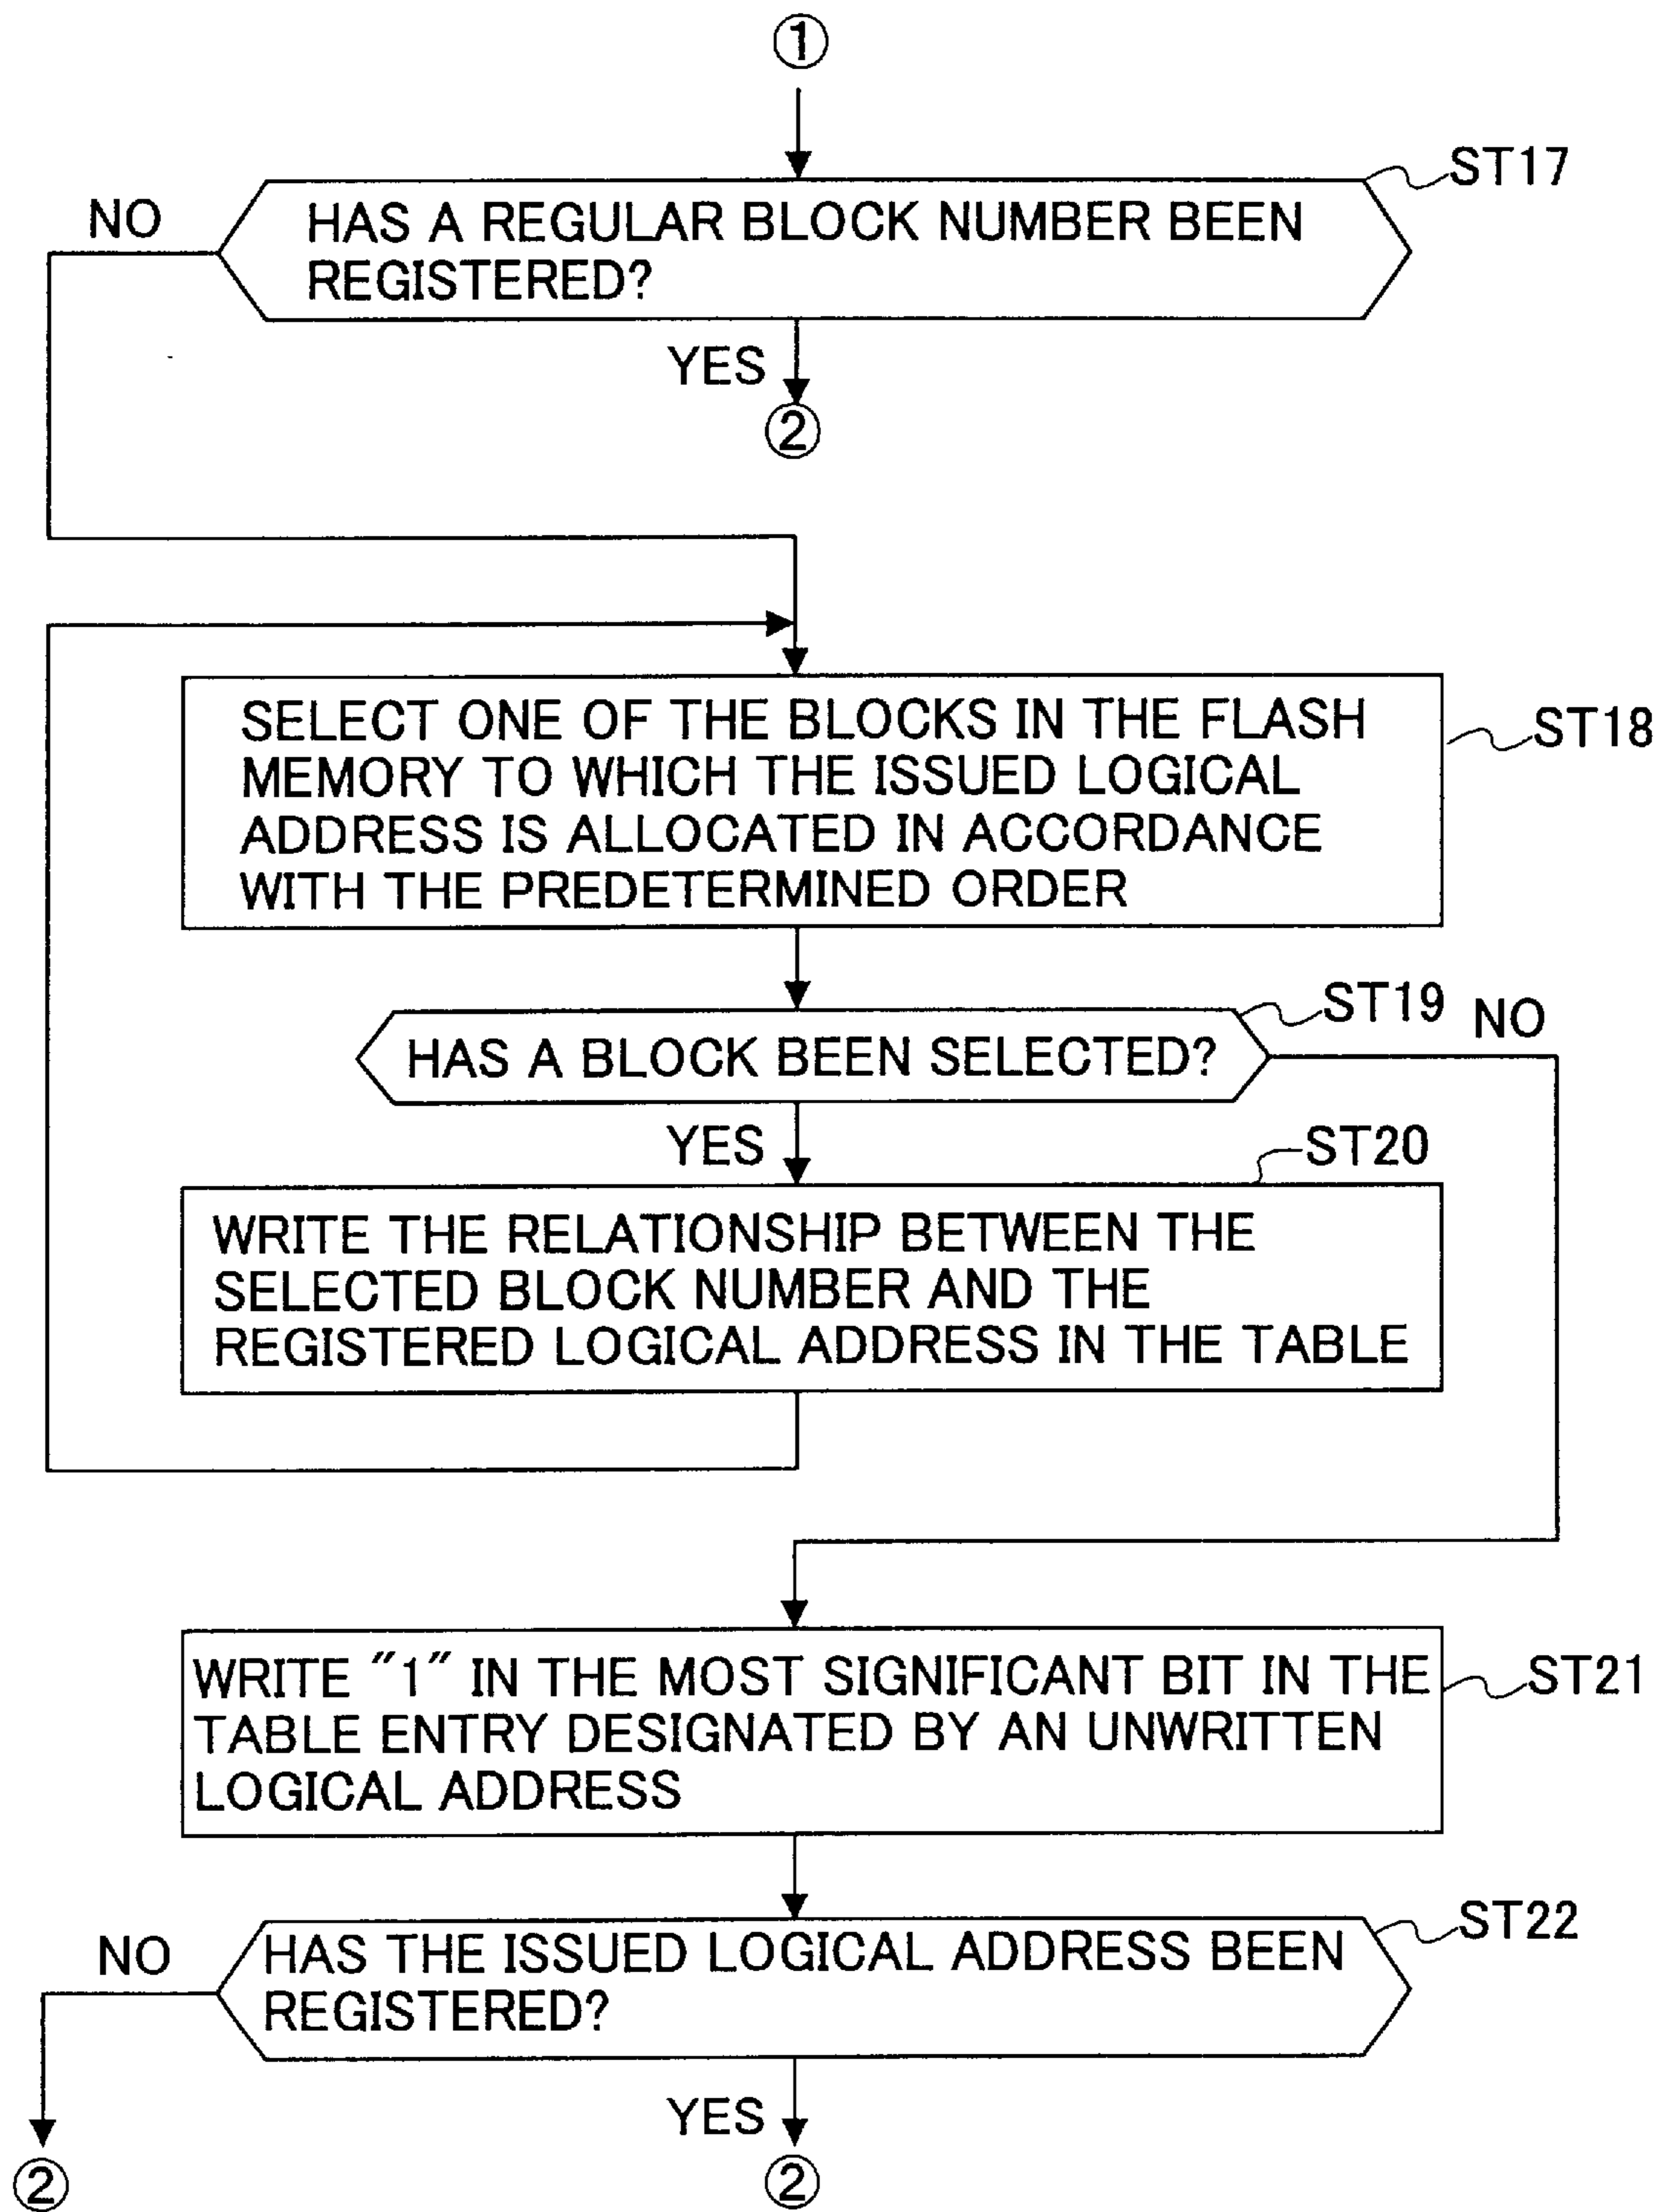 ①
ST17
NO
HAS A REGULAR BLOCK NUMBER BEEN
REGISTERED?
YES
②
SELECT ONE OF THE BLOCKS IN THE FLASH
MEMORY TO WHICH THE ISSUED LOGICAL
ADDRESS IS ALLOCATED IN ACCORDANCE
WITH THE PREDETERMINED ORDER
ST18
ST19
NO
HAS A BLOCK BEEN SELECTED?
YES
ST20
WRITE THE RELATIONSHIP BETWEEN THE
SELECTED BLOCK NUMBER AND THE
REGISTERED LOGICAL ADDRESS IN THE TABLE
WRITE "1" IN THE MOST SIGNIFICANT BIT IN THE
TABLE ENTRY DESIGNATED BY AN UNWRITTEN
LOGICAL ADDRESS
ST21
ST22
NO
HAS THE ISSUED LOGICAL ADDRESS BEEN
REGISTERED?
YES
②
②